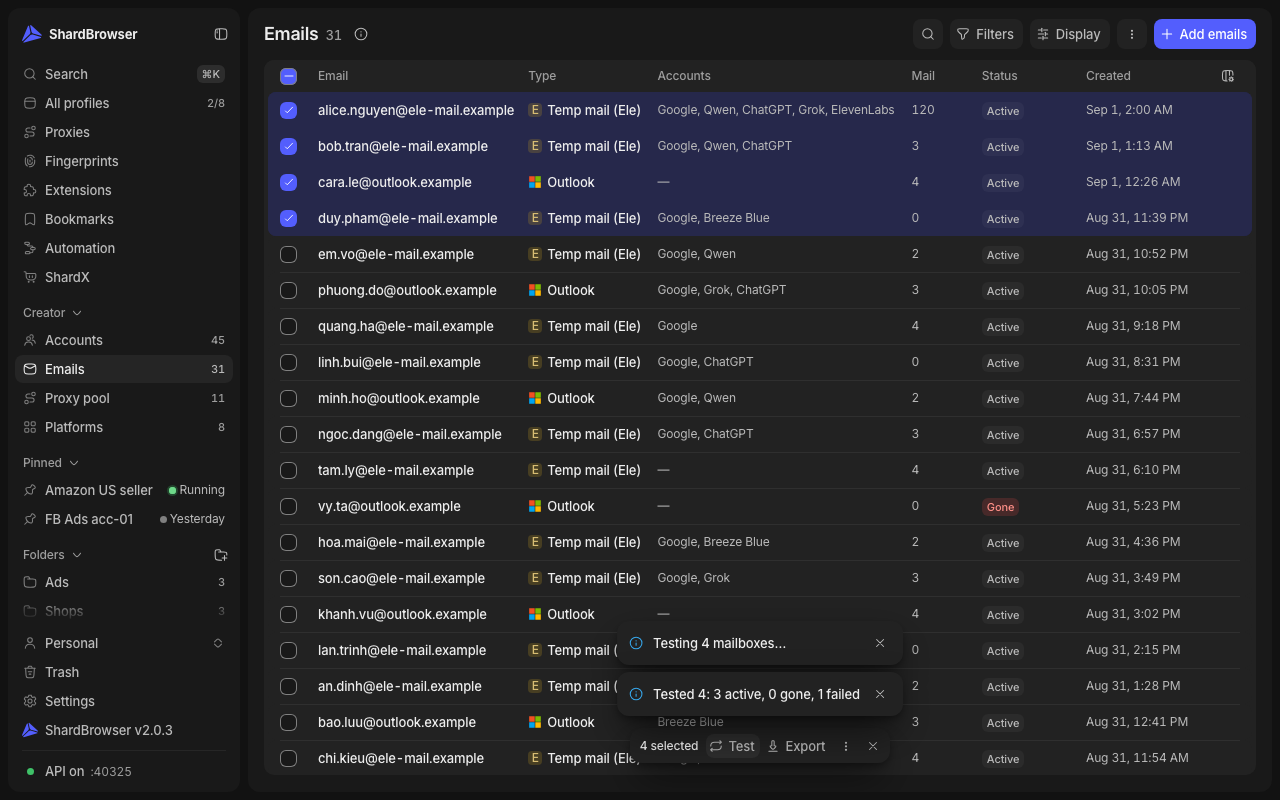 ShardBrowser
Search ⌘K
All profiles 2/8
Proxies
Fingerprints
Extensions
Bookmarks
Automation
ShardX
Creator
Accounts 45
Emails 31
Proxy pool 11
Platforms 8
Pinned
Amazon US seller Running
FB Ads acc-01 Yesterday
Folders
Ads 3
Shops 3
Personal
Trash
Settings
ShardBrowser v2.0.3
API on :40325
Emails 31
Filters Display Add emails
Email Type Accounts Mail Status Created
alice.nguyen@ele-mail.example E Temp mail (Ele) Google, Qwen, ChatGPT, Grok, ElevenLabs 120 Active Sep 1, 2:00 AM
bob.tran@ele-mail.example E Temp mail (Ele) Google, Qwen, ChatGPT 3 Active Sep 1, 1:13 AM
cara.le@outlook.example Outlook — 4 Active Sep 1, 12:26 AM
duy.pham@ele-mail.example E Temp mail (Ele) Google, Breeze Blue 0 Active Aug 31, 11:39 PM
em.vo@ele-mail.example E Temp mail (Ele) Google, Qwen 2 Active Aug 31, 10:52 PM
phuong.do@outlook.example Outlook Google, Grok, ChatGPT 3 Active Aug 31, 10:05 PM
quang.ha@ele-mail.example E Temp mail (Ele) Google 4 Active Aug 31, 9:18 PM
linh.bui@ele-mail.example E Temp mail (Ele) Google, ChatGPT 0 Active Aug 31, 8:31 PM
minh.ho@outlook.example Outlook Google, Qwen 2 Active Aug 31, 7:44 PM
ngoc.dang@ele-mail.example E Temp mail (Ele) Google, ChatGPT 3 Active Aug 31, 6:57 PM
tam.ly@ele-mail.example E Temp mail (Ele) — 4 Active Aug 31, 6:10 PM
vy.ta@outlook.example Outlook — 0 Gone Aug 31, 5:23 PM
hoa.mai@ele-mail.example E Temp mail (Ele) Google, Breeze Blue 2 Active Aug 31, 4:36 PM
son.cao@ele-mail.example E Temp mail (Ele) Google, Grok 3 Active Aug 31, 3:49 PM
khanh.vu@outlook.example Outlook — 4 Active Aug 31, 3:02 PM
lan.trinh@ele-mail.example E Temp mail ( 0 Active Aug 31, 2:15 PM
Testing 4 mailboxes...
an.dinh@ele-mail.example E Temp mail ( 2 Active Aug 31, 1:28 PM
Tested 4: 3 active, 0 gone, 1 failed
bao.luu@outlook.example Outlook Breeze Blue 3 Active Aug 31, 12:41 PM
4 selected Test Export
chi.kieu@ele-mail.example E Temp mail (Ele) 4 Active Aug 31, 11:54 AM